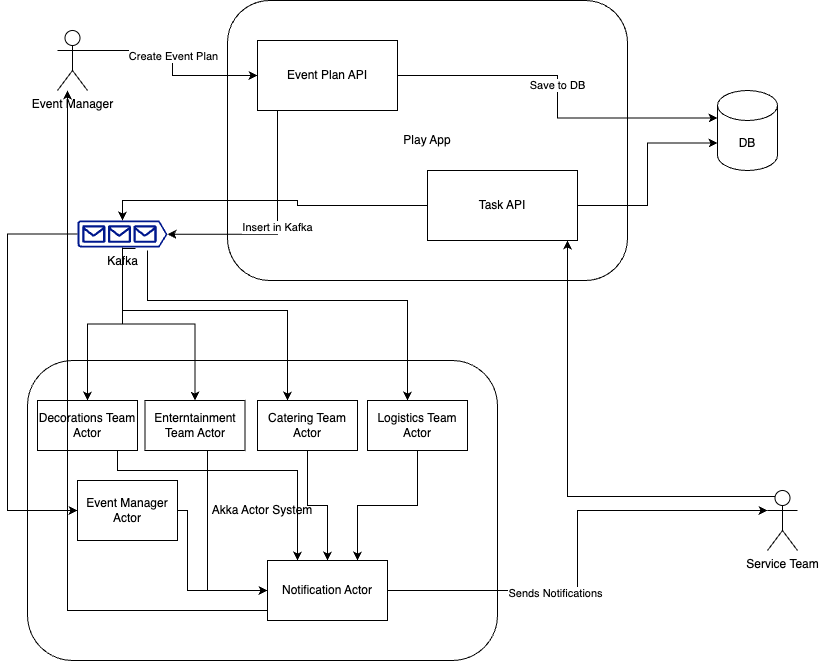 Create Event Plan
Event Plan API
Save to DB
Event Manager
DB
Play App
Task API
Insert in Kafka
Kafka
Decorations Team
Actor
Enterntainment
Team Actor
Catering Team
Actor
Logistics Team
Actor
Event Manager
Actor
Akka Actor System
Service Team
Notification Actor
Sends Notifications